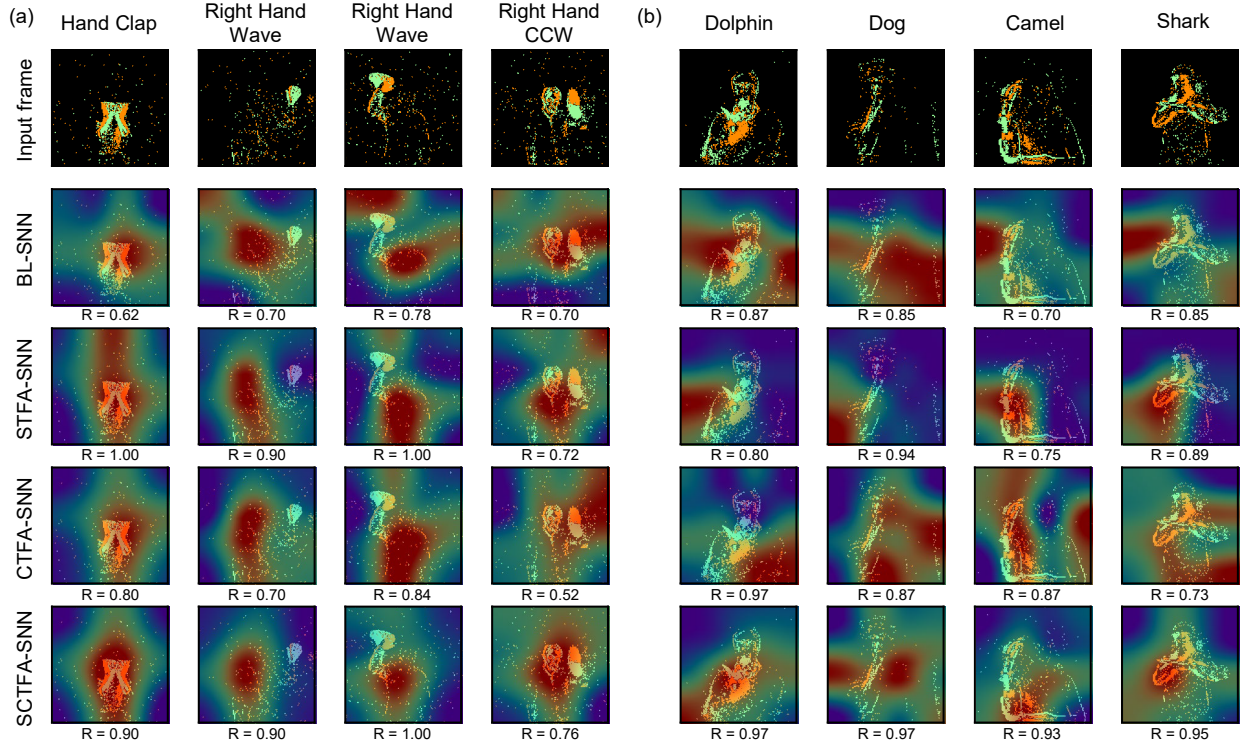 (a) Hand Clap Right Hand Wave Right Hand Wave Right Hand CCW (b) Dolphin Dog Camel Shark
Input frame
BL-SNN
R = 0.62 R = 0.70 R = 0.78 R = 0.70 R = 0.87 R = 0.85 R = 0.70 R = 0.85
STFA-SNN
R = 1.00 R = 0.90 R = 1.00 R = 0.72 R = 0.80 R = 0.94 R = 0.75 R = 0.89
CTFA-SNN
R = 0.80 R = 0.70 R = 0.84 R = 0.52 R = 0.97 R = 0.87 R = 0.87 R = 0.73
SCTFA-SNN
R = 0.90 R = 0.90 R = 1.00 R = 0.76 R = 0.97 R = 0.97 R = 0.93 R = 0.95